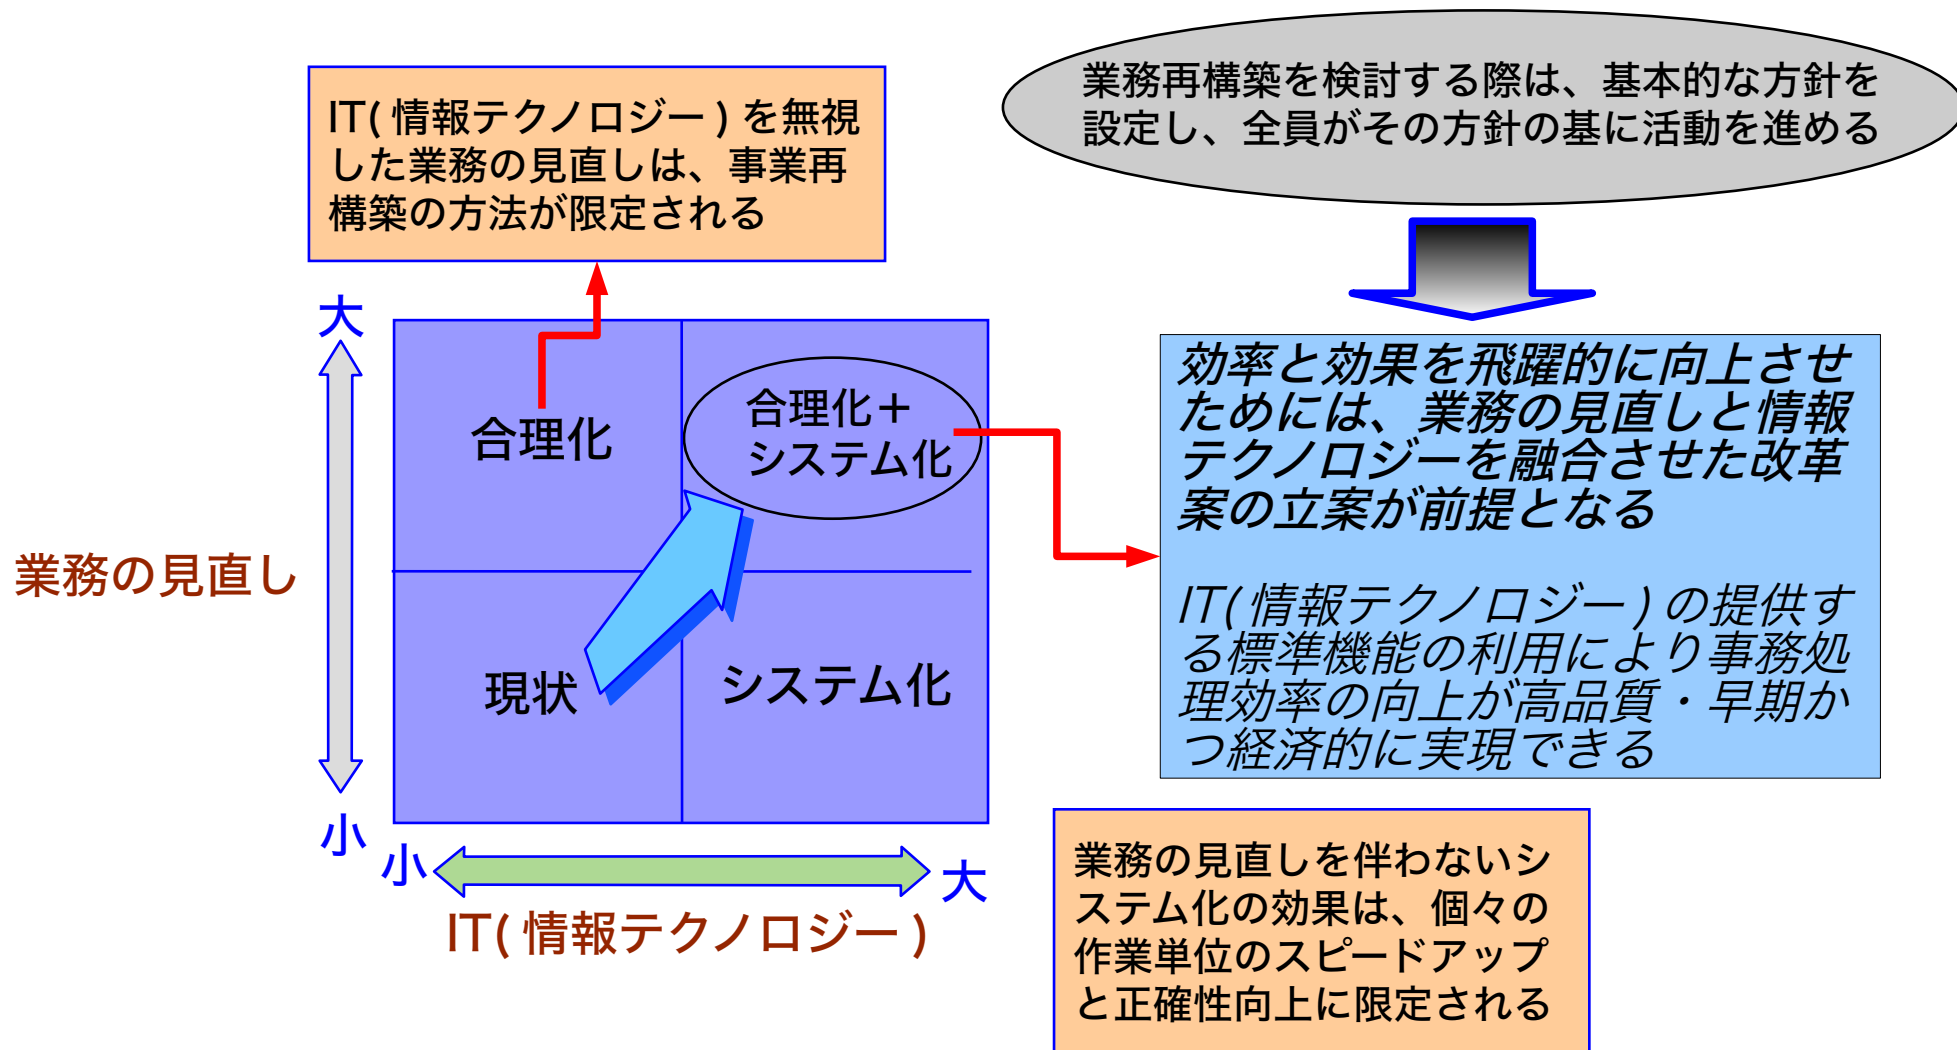 業務再構築を検討する際は、基本的な方針を
設定し、全員がその方針の基に活動を進める
IT(情報テクノロジー)を無視
した業務の見直しは、事業再
構築の方法が限定される
大
合理化
合理化＋
システム化
効率と効果を飛躍的に向上させ
ためには、業務の見直しと情報
テクノロジーを融合させた改革
案の立案が前提となる
IT(情報テクノロジー)の提供す
る標準機能の利用により事務処
理効率の向上が高品質・早期か
つ経済的に実現できる
業務の見直し
現状
システム化
小
小
大
IT(情報テクノロジー)
業務の見直しを伴わないシ
ステム化の効果は、個々の
作業単位のスピードアップ
と正確性向上に限定される